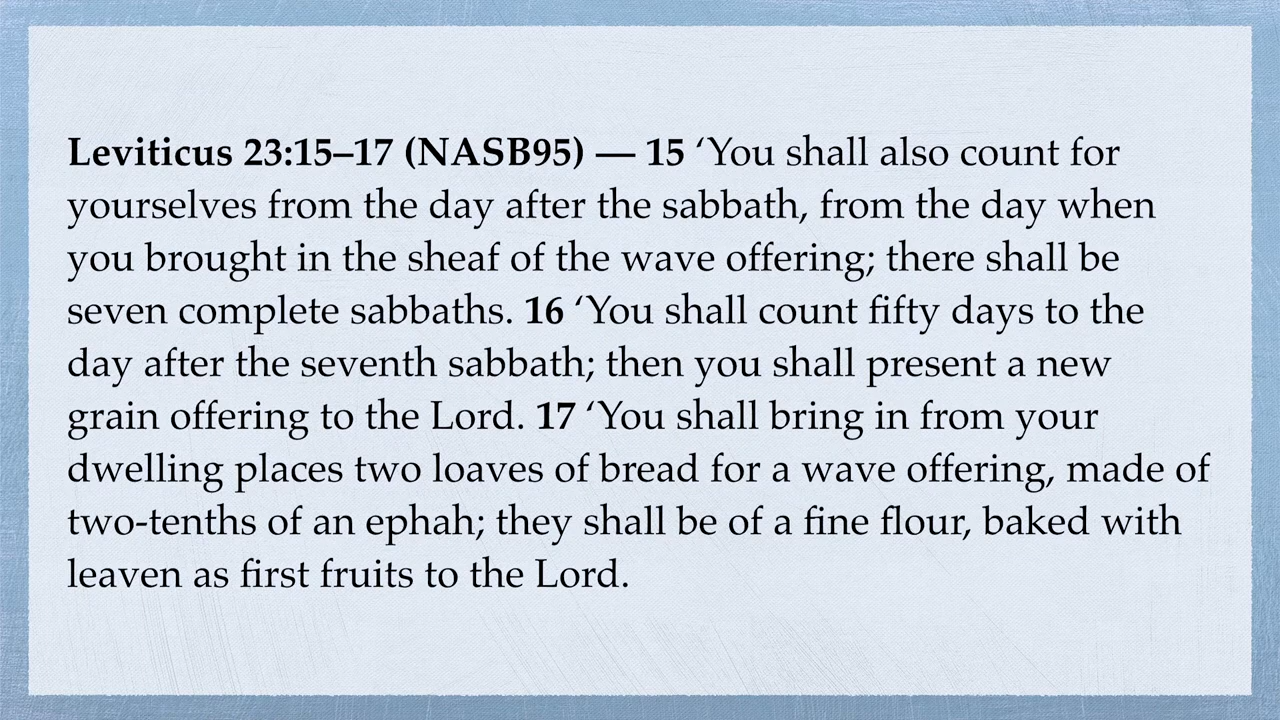 Leviticus 23:15–17 (NASB95) — 15 ‘You shall also count for
yourselves from the day after the sabbath, from the day when
you brought in the sheaf of the wave offering; there shall be
seven complete sabbaths. 16 ‘You shall count fifty days to the
day after the seventh sabbath; then you shall present a new
grain offering to the Lord. 17 ‘You shall bring in from your
dwelling places two loaves of bread for a wave offering, made of
two-tenths of an ephah; they shall be of a fine flour, baked with
leaven as first fruits to the Lord.